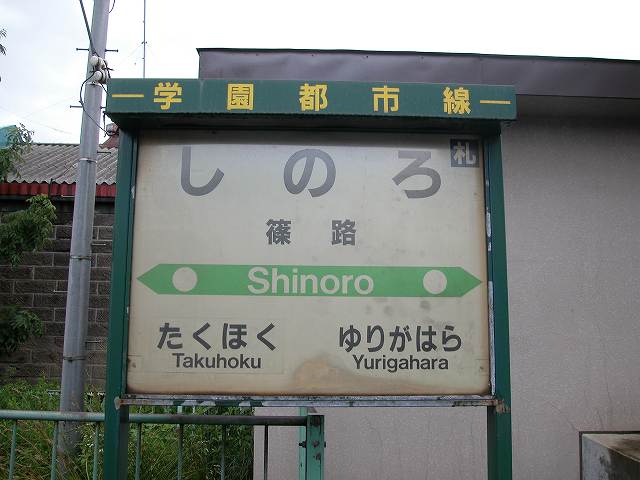 学園都市線
札
しのろ
篠路
Shinoro
たくほく ゆりがはら
Takuhoku Yurigahara